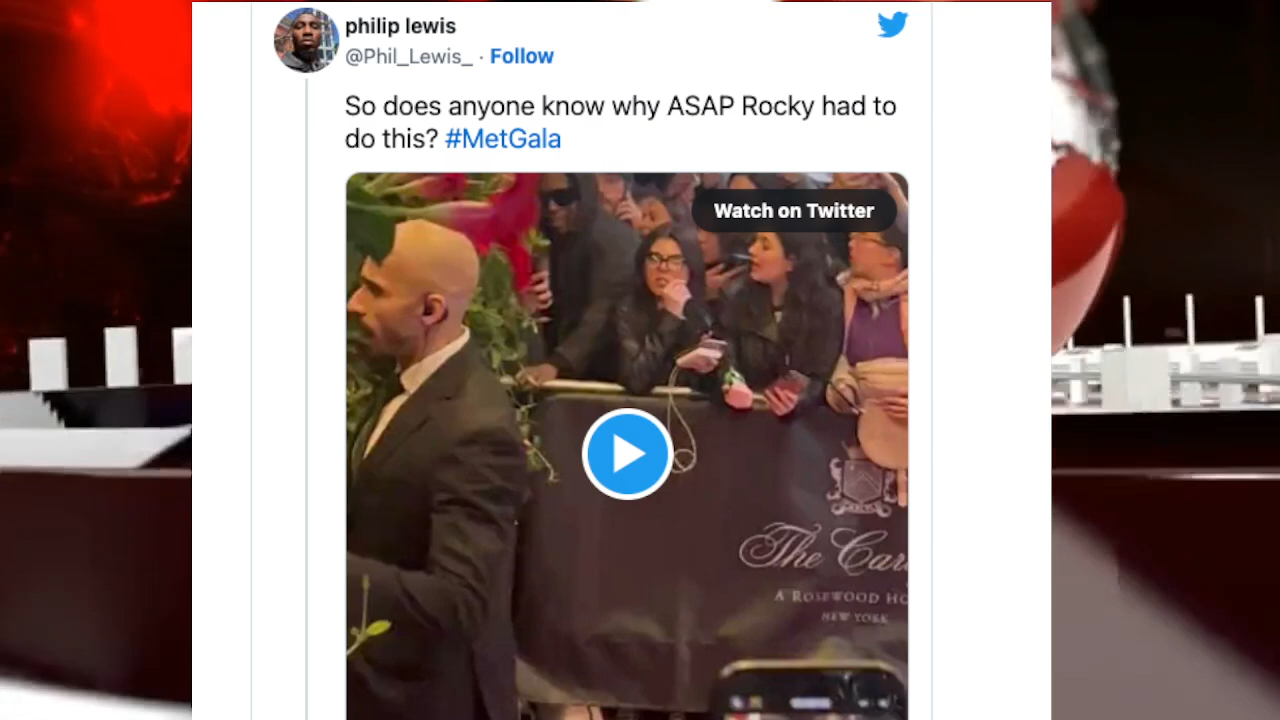 philip lewis
@Phil_Lewis_ · Follow
So does anyone know why ASAP Rocky had to
do this? #MetGala
Watch on Twitter
The Car
A ROSEWOOD HO
NEW YORK